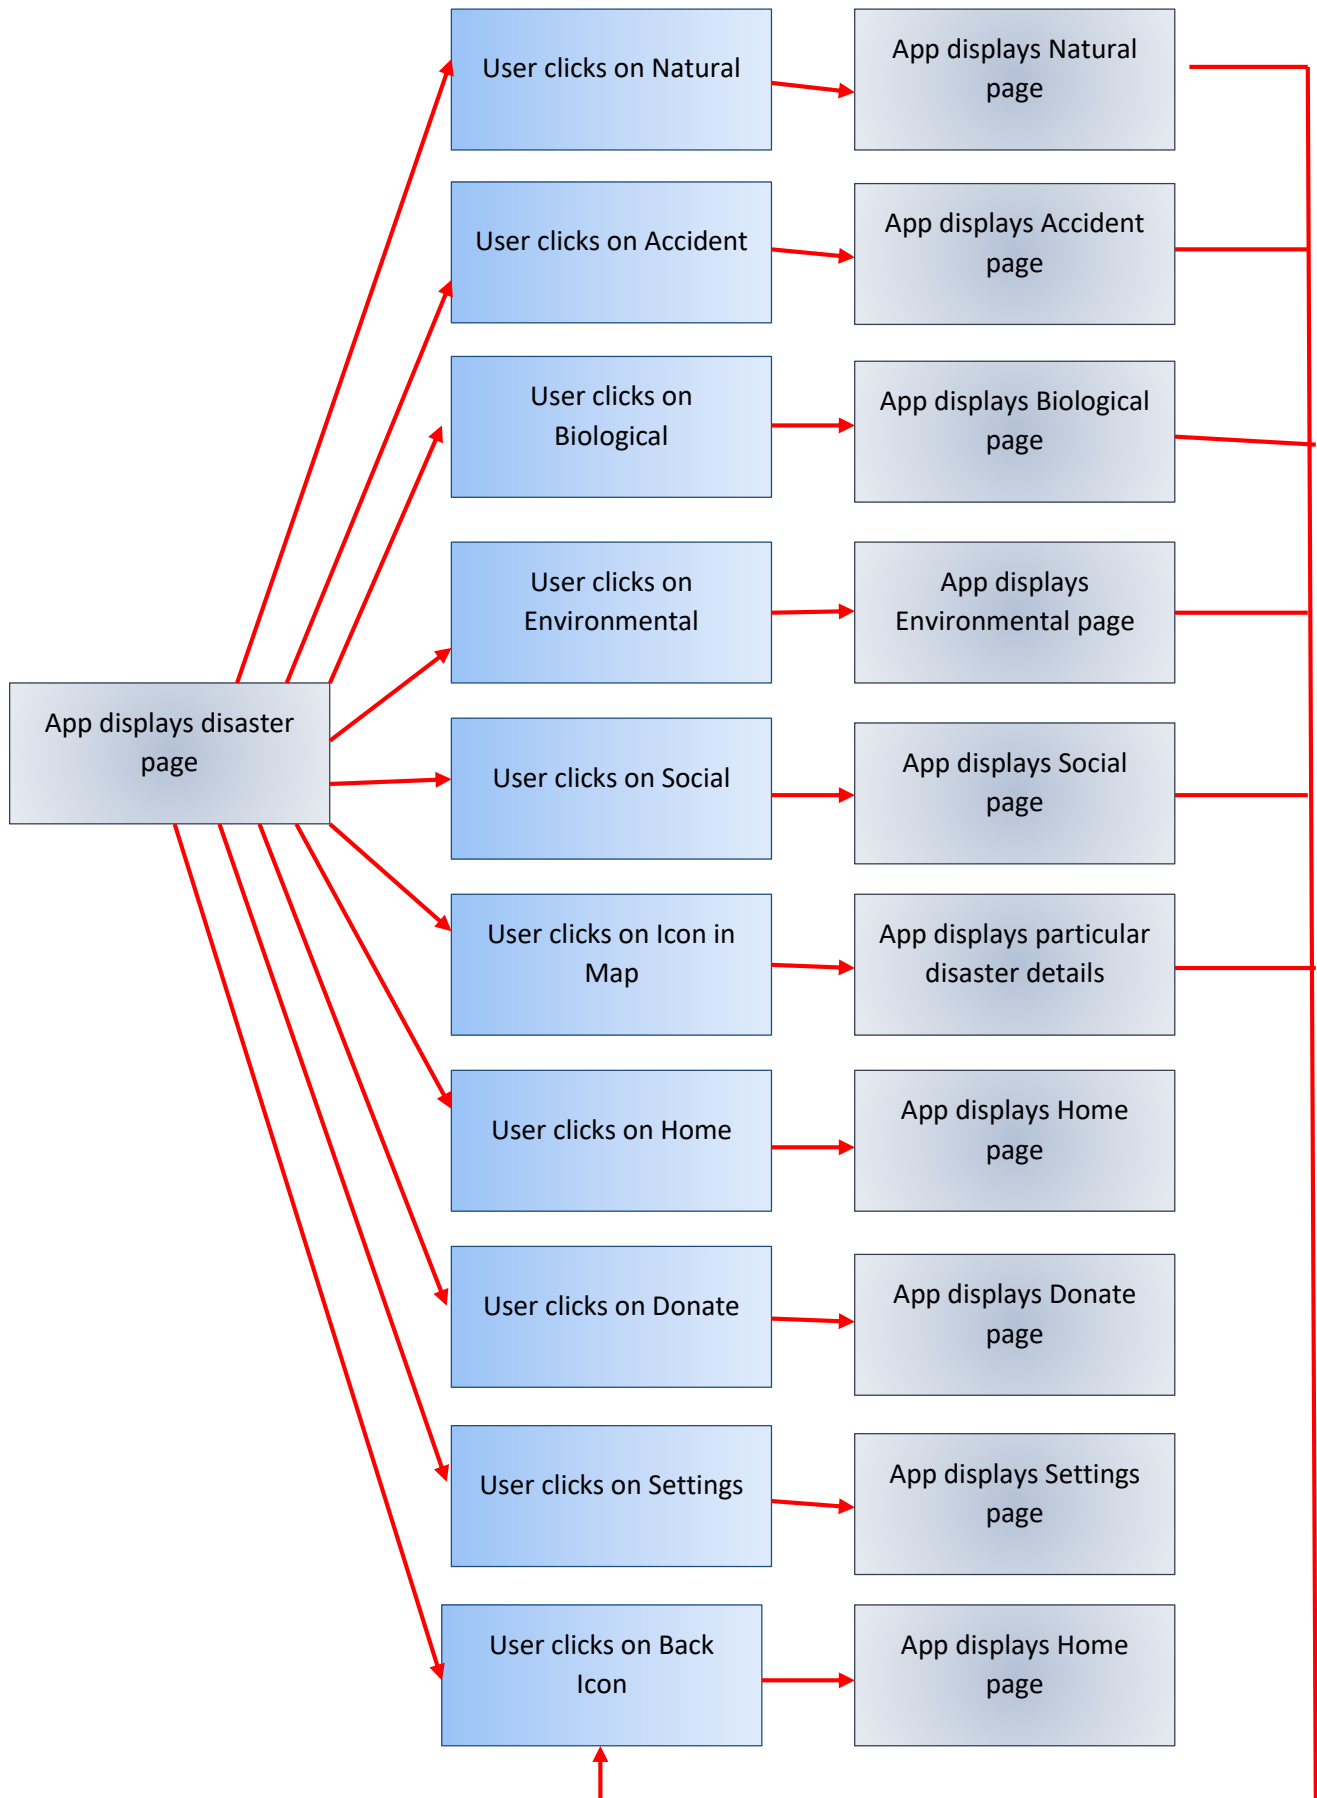 User clicks on Natural
App displays Natural
page
User clicks on Accident
App displays Accident
page
User clicks on
Biological
App displays Biological
page
User clicks on
Environmental
App displays
Environmental page
App displays disaster
page
User clicks on Social
App displays Social
page
User clicks on Icon in
Map
App displays particular
disaster details
User clicks on Home
App displays Home
page
User clicks on Donate
App displays Donate
page
User clicks on Settings
App displays Settings
page
User clicks on Back
Icon
App displays Home
page